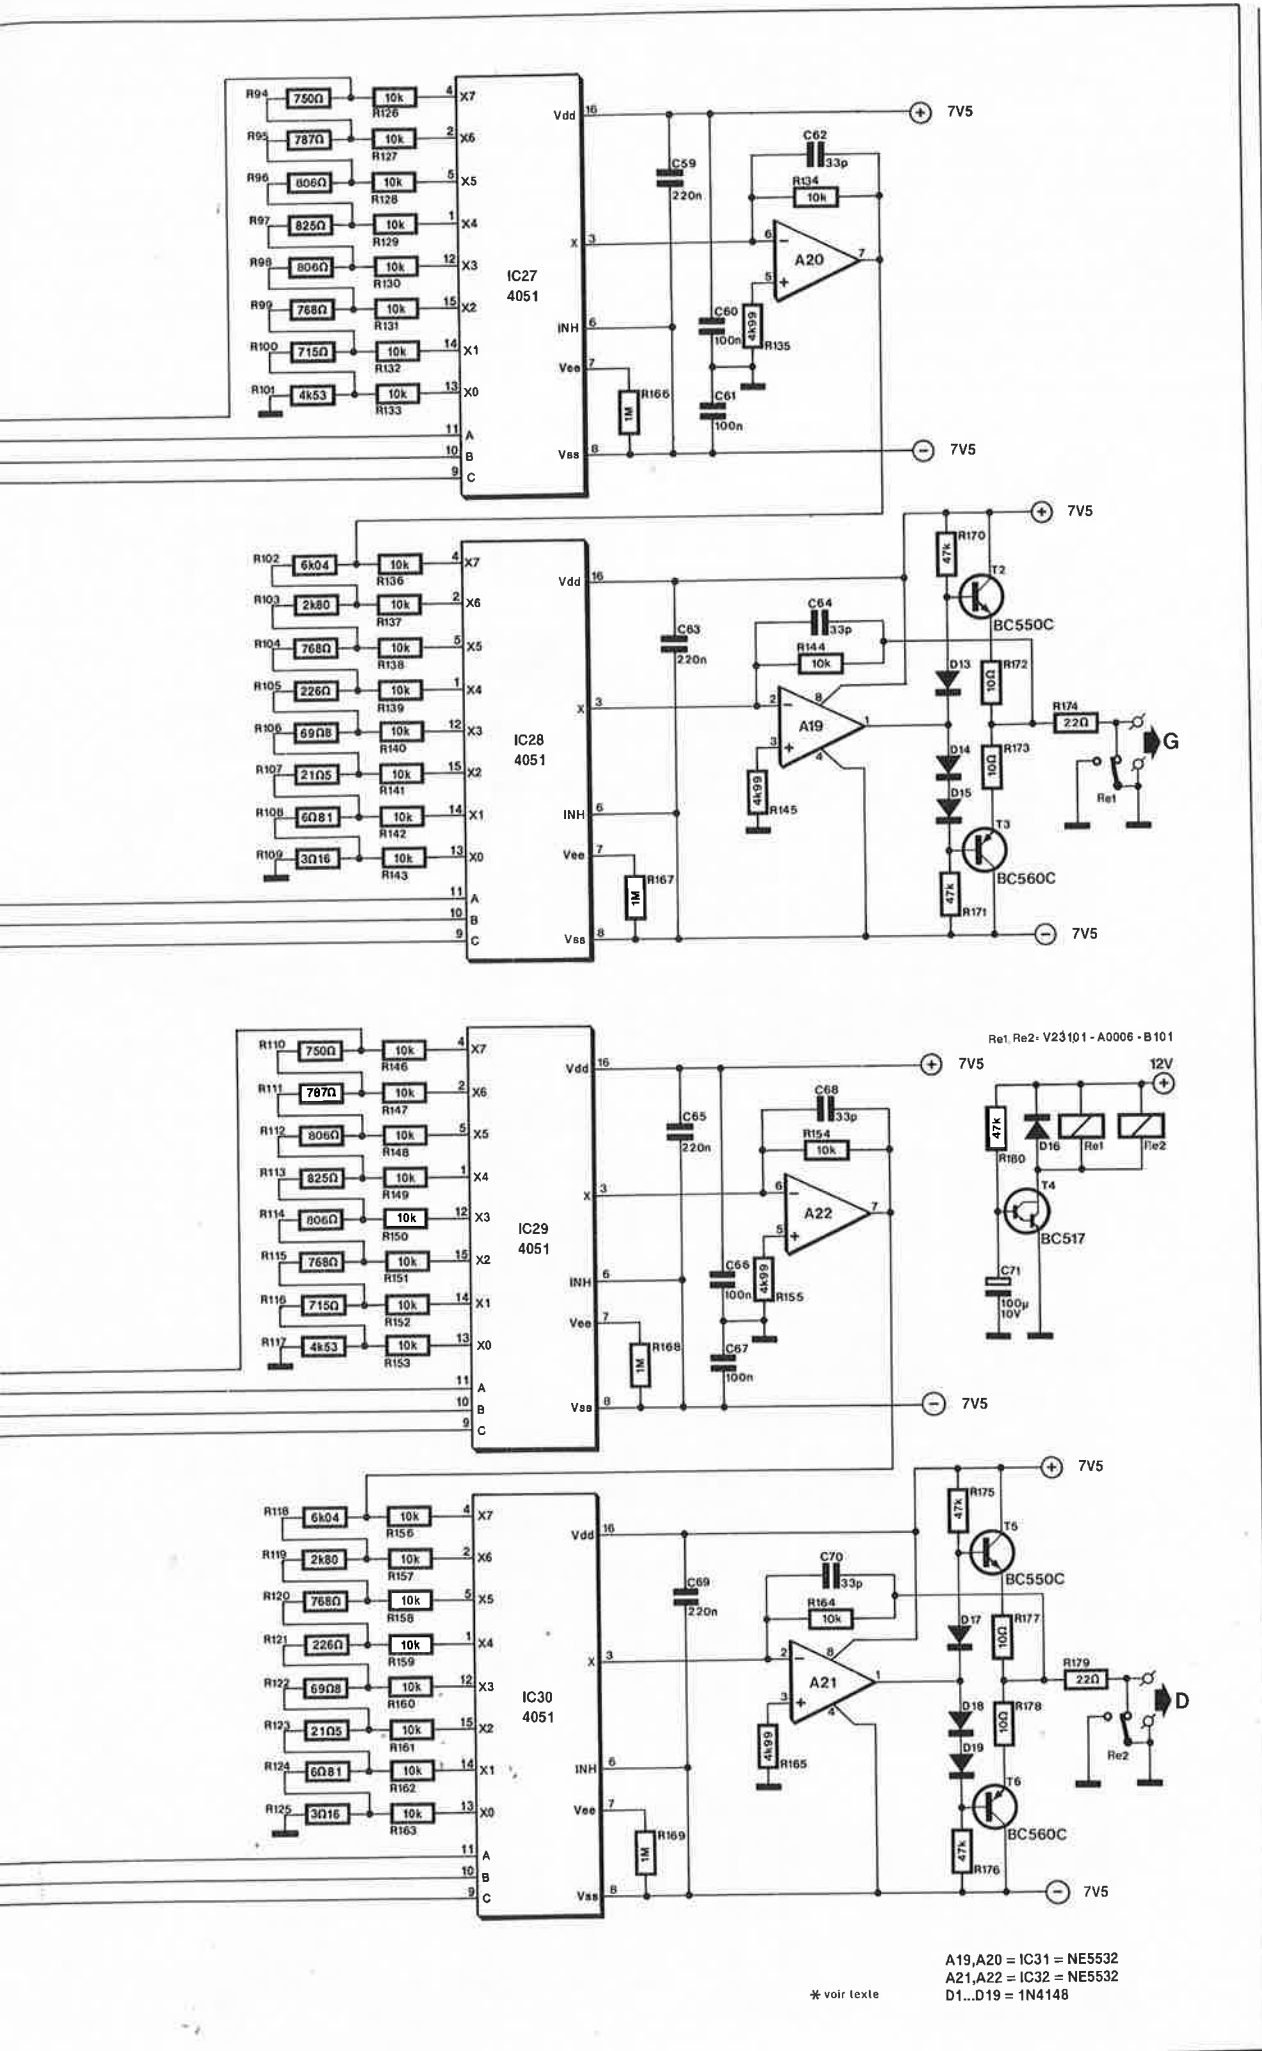 R94 750Ω 10k R126 4 X7
R95 787Ω 10k R127 2 X6
R96 806Ω 10k R128 5 X5
R97 825Ω 10k R129 1 X4
R98 806Ω 10k R130 12 X3
R99 768Ω 10k R131 15 X2
R100 715Ω 10k R132 14 X1
R101 4k53 10k R133 13 X0
11 A
10 B
9 C
IC27
4051
Vdd 16
X 3
INH 6
Vee 7
Vss 8
R166 1M
C59 220n
C60 100n
C61 100n
C62 33p
R134 10k
A20 6 − 5 + 7
4k99 R135
+ 7V5
− 7V5
R102 6k04 10k R136 4 X7
R103 2k80 10k R137 2 X6
R104 768Ω 10k R138 5 X5
R105 226Ω 10k R139 1 X4
R106 69Ω8 10k R140 12 X3
R107 21Ω5 10k R141 15 X2
R108 6Ω81 10k R142 14 X1
R109 3Ω16 10k R143 13 X0
11 A
10 B
9 C
IC28
4051
Vdd 16
X 3
INH 6
Vee 7
Vss 8
R167 1M
C63 220n
C64 33p
R144 10k
A19 2 − 3 + 8 4 1
4k99 R145
+ 7V5
47k R170
T2
BC550C
D13
10Ω R172
R174 22Ω
G
D14
10Ω R173
D15
Re1
T3
BC560C
47k R171
− 7V5
R110 750Ω 10k R146 4 X7
R111 787Ω 10k R147 2 X6
R112 806Ω 10k R148 5 X5
R113 825Ω 10k R149 1 X4
R114 806Ω 10k R150 12 X3
R115 768Ω 10k R151 15 X2
R116 715Ω 10k R152 14 X1
R117 4k53 10k R153 13 X0
11 A
10 B
9 C
IC29
4051
Vdd 16
X 3
INH 6
Vee 7
Vss 8
R168 1M
C65 220n
C66 100n
C67 100n
C68 33p
R154 10k
A22 6 − 5 + 7
4k99 R155
+ 7V5
− 7V5
Re1, Re2= V23101 - A0006 - B101
12V +
47k R180
D16
Re1
Re2
T4
BC517
C71
100µ
10V
R118 6k04 10k R156 4 X7
R119 2k80 10k R157 2 X6
R120 768Ω 10k R158 5 X5
R121 226Ω 10k R159 1 X4
R122 69Ω8 10k R160 12 X3
R123 21Ω5 10k R161 15 X2
R124 6Ω81 10k R162 14 X1
R125 3Ω16 10k R163 13 X0
11 A
10 B
9 C
IC30
4051
Vdd 16
X 3
INH 6
Vee 7
Vss 8
R169 1M
C69 220n
C70 33p
R164 10k
A21 2 − 3 + 8 4 1
4k99 R165
+ 7V5
47k R175
T5
BC550C
D17
10Ω R177
R179 22Ω
D
D18
10Ω R178
D19
Re2
T6
BC560C
47k R176
− 7V5
A19,A20 = IC31 = NE5532
A21,A22 = IC32 = NE5532
* voir texte
D1...D19 = 1N4148